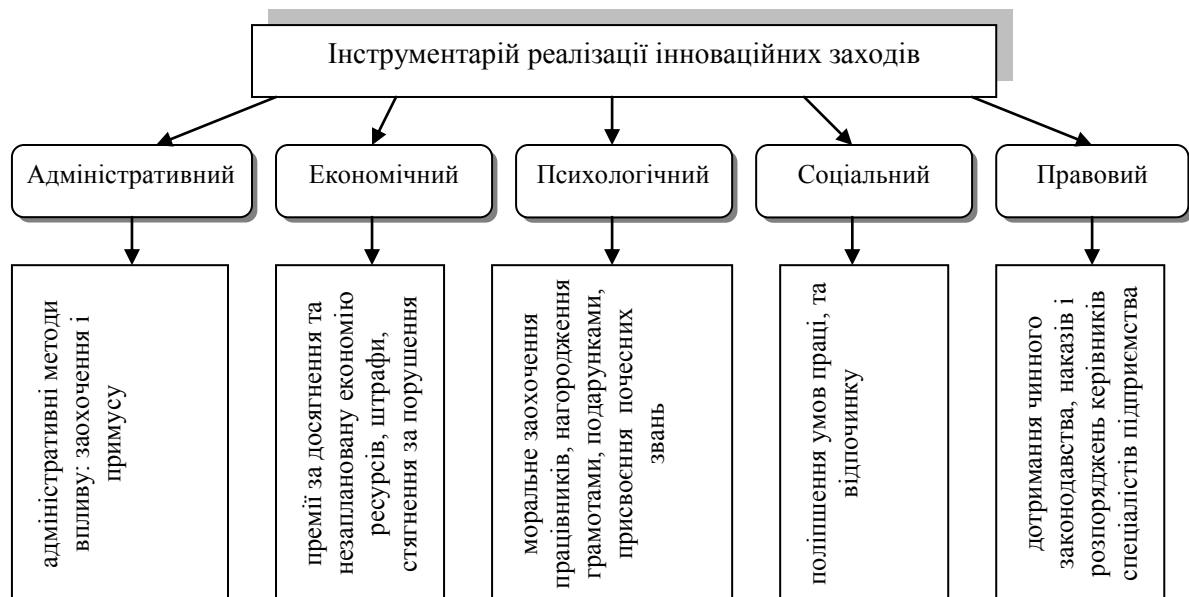 Інструментарій реалізації інноваційних заходів
Адміністративний
Економічний
Психологічний
Соціальний
Правовий
адміністративні методи
впливу: заохочення і
примусу
премії за досягнення та
незаплановану економію
ресурсів, штрафи,
стягнення за порушення
моральне заохочення
працівників, нагородження
грамотами, подарунками,
присвоєння почесних
звань
поліпшення умов праці, та
відпочинку
дотримання чинного
законодавства, наказів і
розпоряджень керівників
спеціалістів підприємства